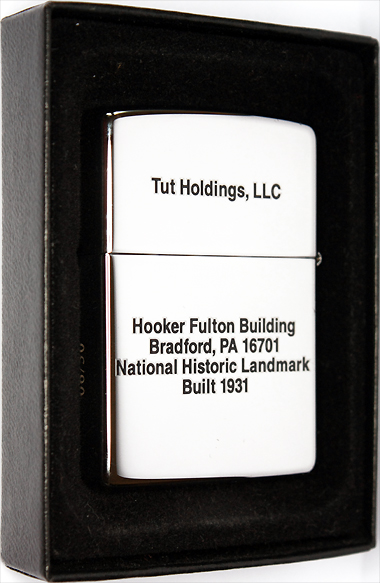 Tut Holdings, LLC
Hooker Fulton Building
Bradford, PA 16701
National Historic Landmark
Built 1931